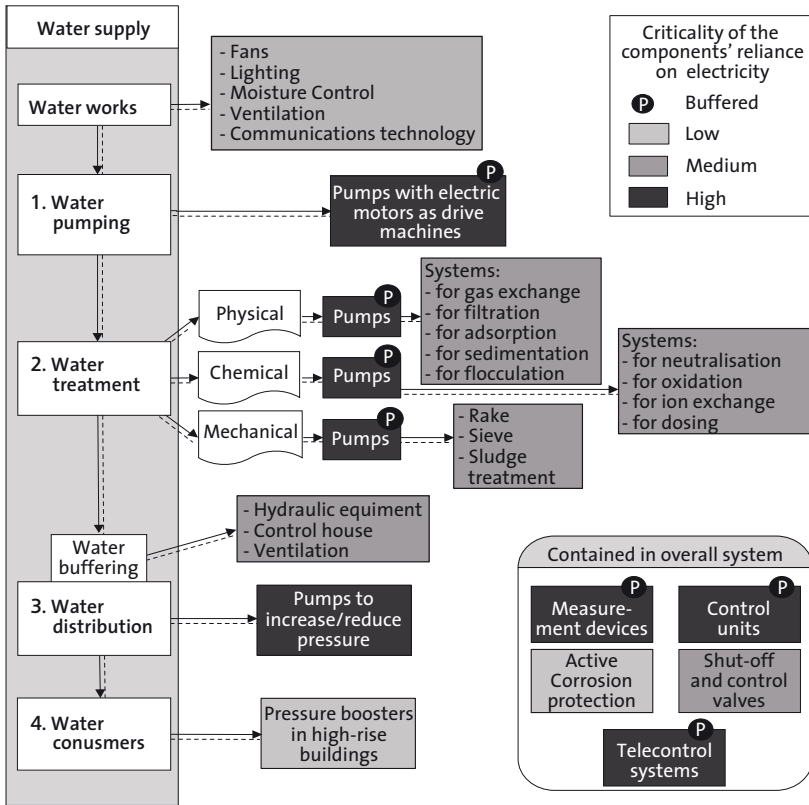 Water supply
Water works
- Fans
- Lighting
- Moisture Control
- Ventilation
- Communications technology
Criticality of the
components' reliance
on electricity
P Buffered
Low
Medium
High
1. Water
pumping
P
Pumps with electric
motors as drive
machines
2. Water
treatment
Physical
P
Pumps
Systems:
- for gas exchange
- for filtration
- for adsorption
- for sedimentation
- for flocculation
Chemical
P
Pumps
Systems:
- for neutralisation
- for oxidation
- for ion exchange
- for dosing
Mechanical
P
Pumps
- Rake
- Sieve
- Sludge
treatment
Water
buffering
- Hydraulic equiment
- Control house
- Ventilation
3. Water
distribution
Pumps to
increase/reduce
pressure
4. Water
conusmers
Pressure boosters
in high-rise
buildings
Contained in overall system
P
Measure-
ment devices
P
Control
units
Active
Corrosion
protection
Shut-off
and control
valves
P
Telecontrol
systems